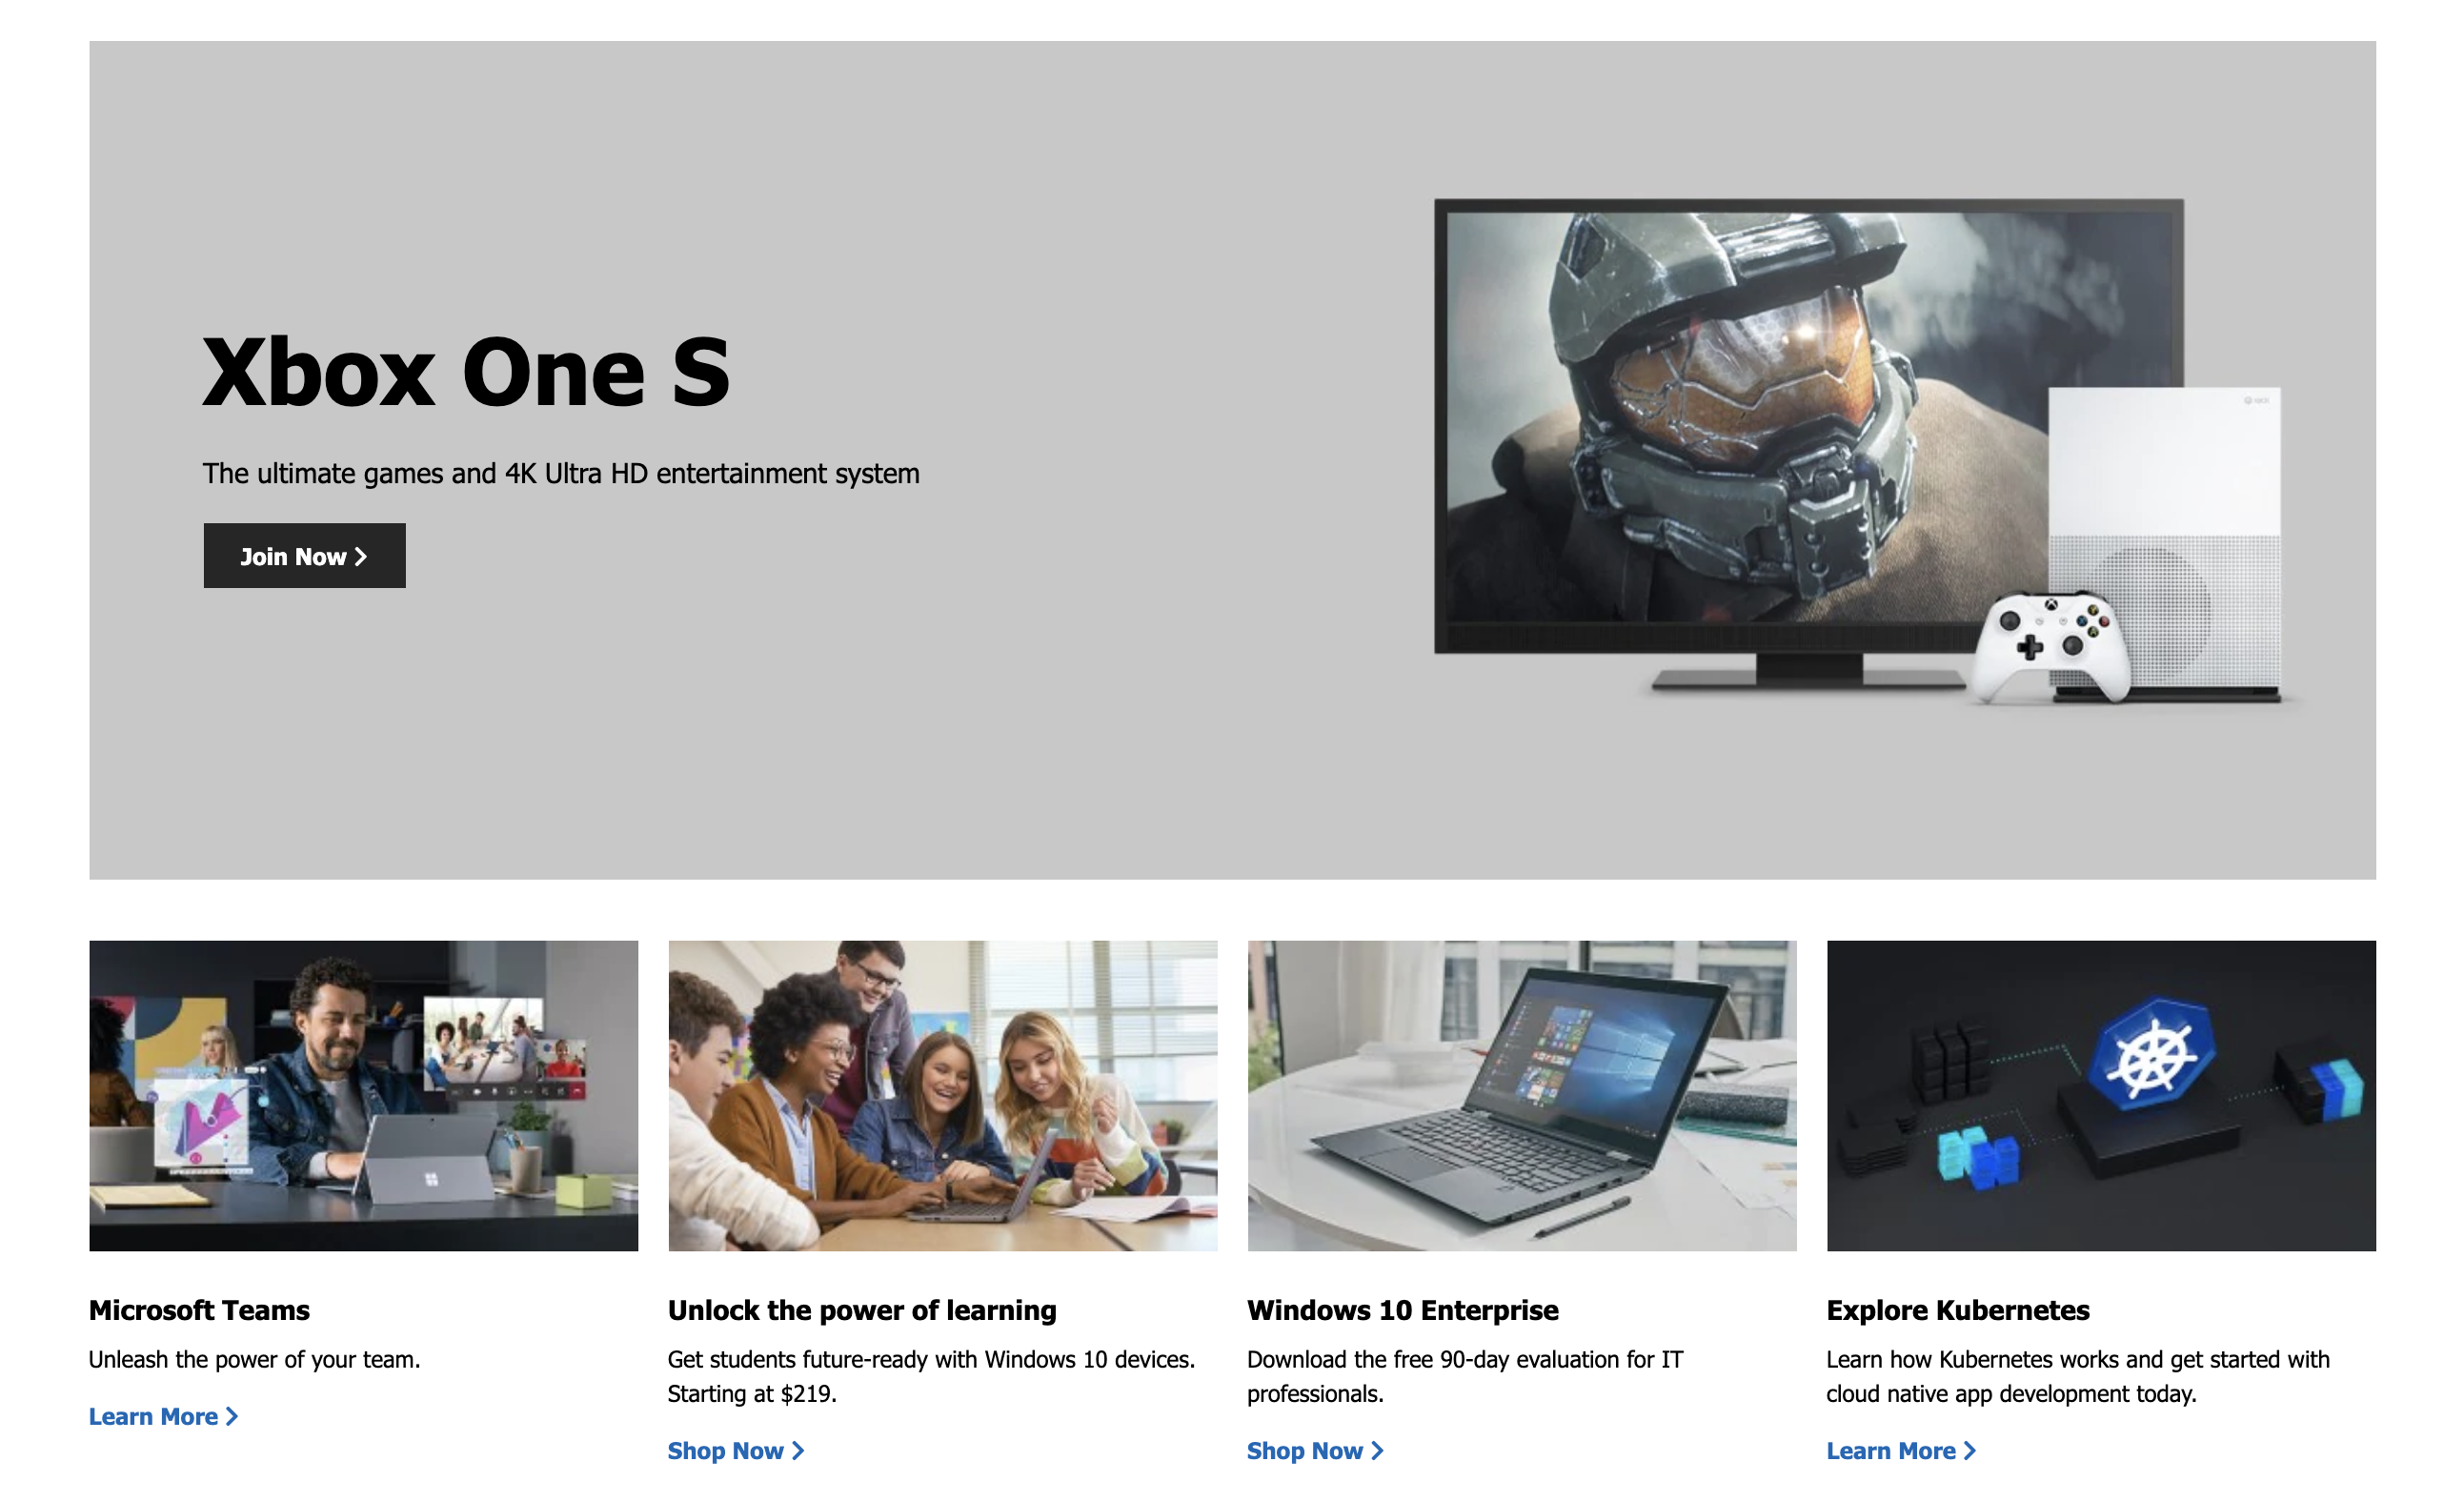 Xbox One S
The ultimate games and 4K Ultra HD entertainment system
Join Now
XBOX
Microsoft Teams
Unleash the power of your team.
Learn More
Unlock the power of learning
Get students future-ready with Windows 10 devices.
Starting at $219.
Shop Now
Windows 10 Enterprise
Download the free 90-day evaluation for IT
professionals.
Shop Now
Explore Kubernetes
Learn how Kubernetes works and get started with
cloud native app development today.
Learn More